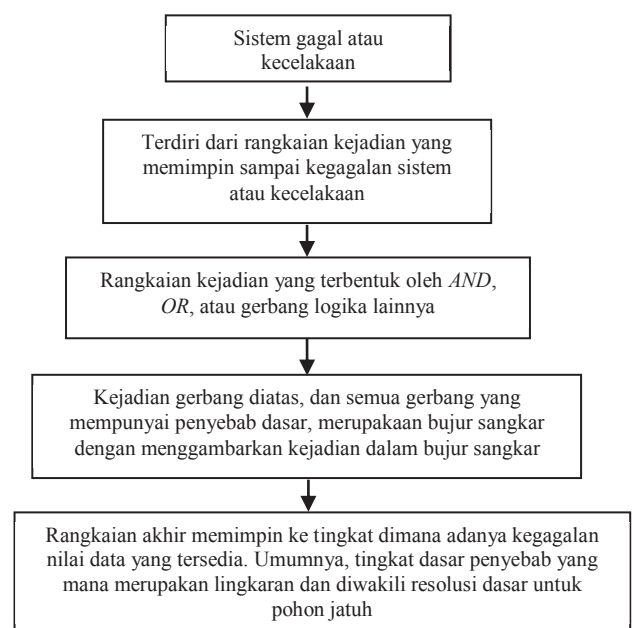 Sistem gagal atau
kecelakaan
Terdiri dari rangkaian kejadian yang
memimpin sampai kegagalan sistem
atau kecelakaan
Rangkaian kejadian yang terbentuk oleh AND,
OR, atau gerbang logika lainnya
Kejadian gerbang diatas, dan semua gerbang yang
mempunyai penyebab dasar, merupakaan bujur sangkar
dengan menggambarkan kejadian dalam bujur sangkar
Rangkaian akhir memimpin ke tingkat dimana adanya kegagalan
nilai data yang tersedia. Umumnya, tingkat dasar penyebab yang
mana merupakan lingkaran dan diwakili resolusi dasar untuk
pohon jatuh